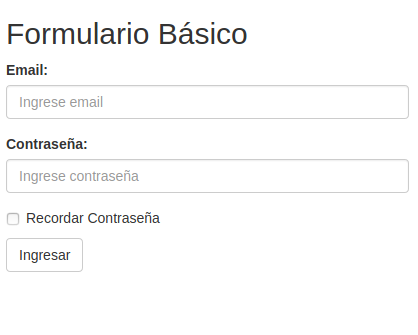 Formulario Básico
Email:
Ingrese email
Contraseña:
Ingrese contraseña
Recordar Contraseña
Ingresar